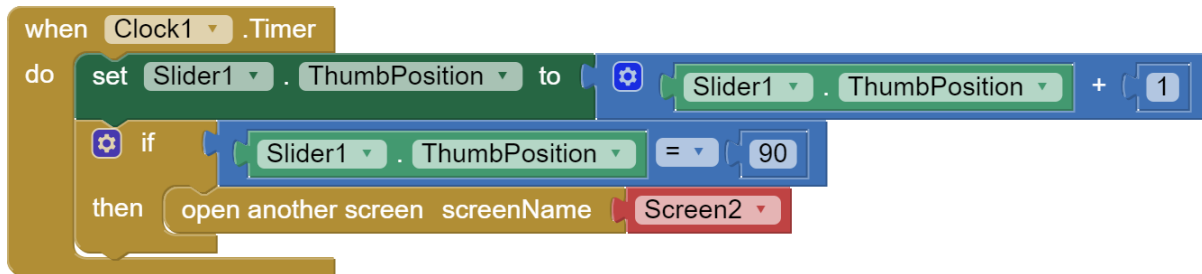 when Clock1 .Timer
do set Slider1 . ThumbPosition to Slider1 . ThumbPosition + 1
if Slider1 . ThumbPosition = 90
then open another screen screenName Screen2